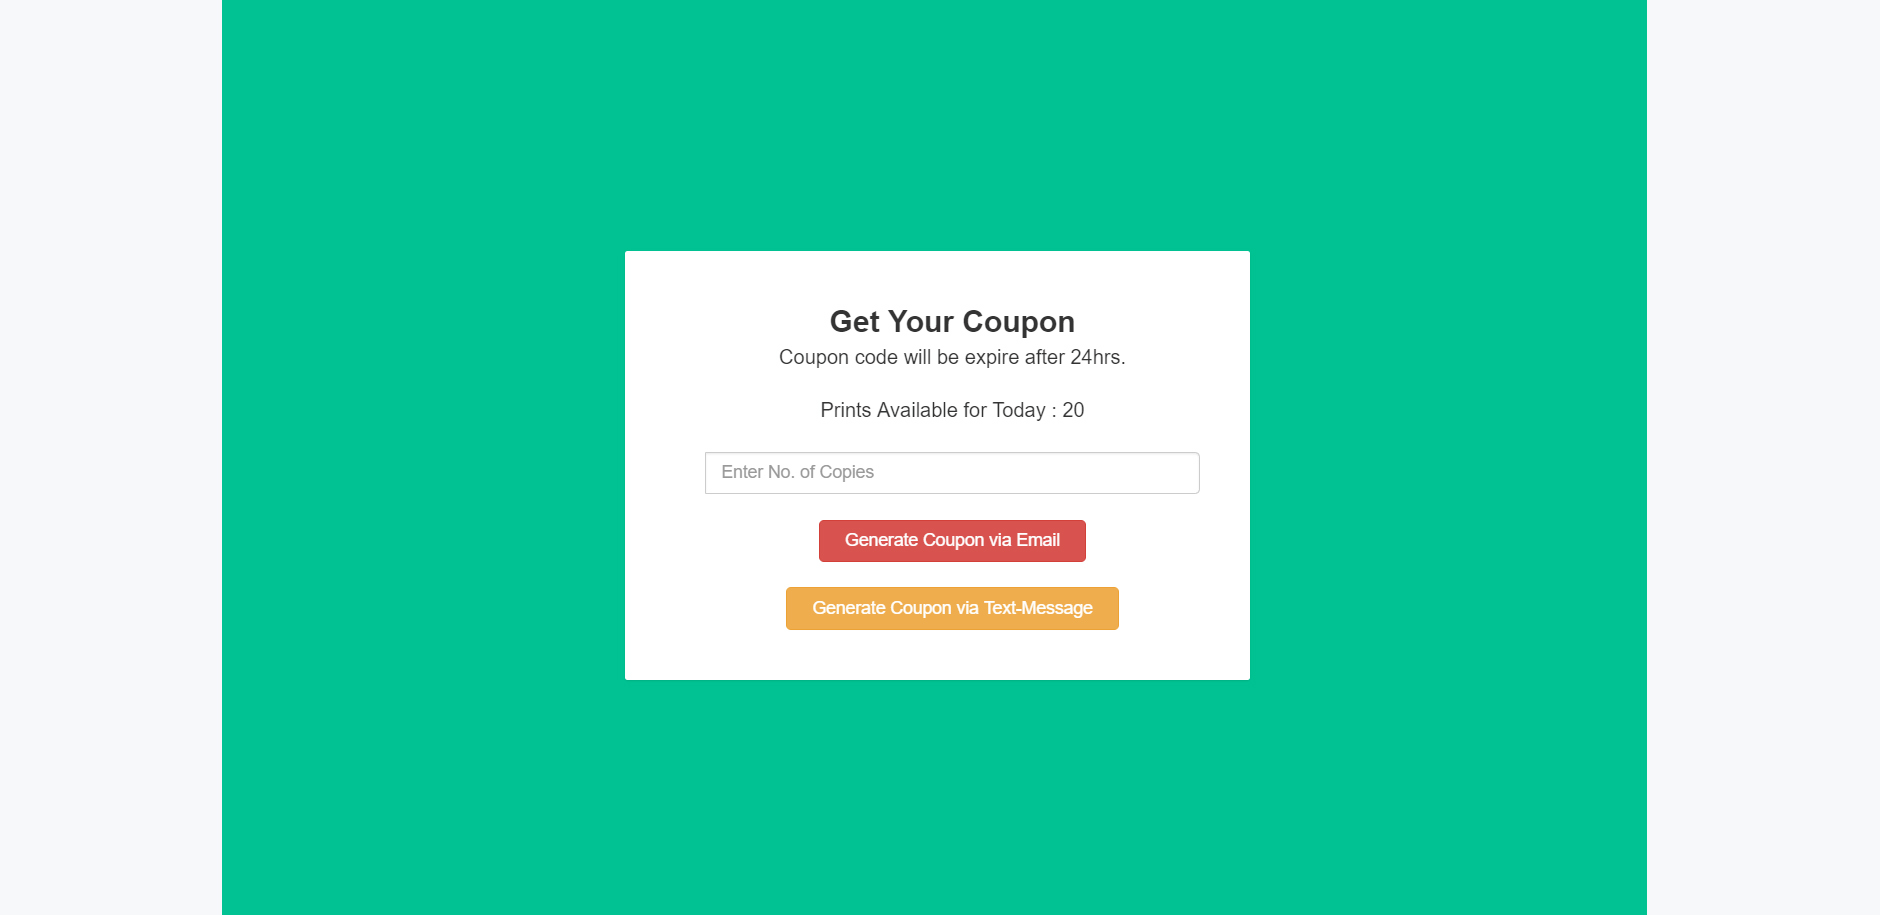 Get Your Coupon
Coupon code will be expire after 24hrs.
Prints Available for Today : 20
Enter No. of Copies
Generate Coupon via Email
Generate Coupon via Text-Message